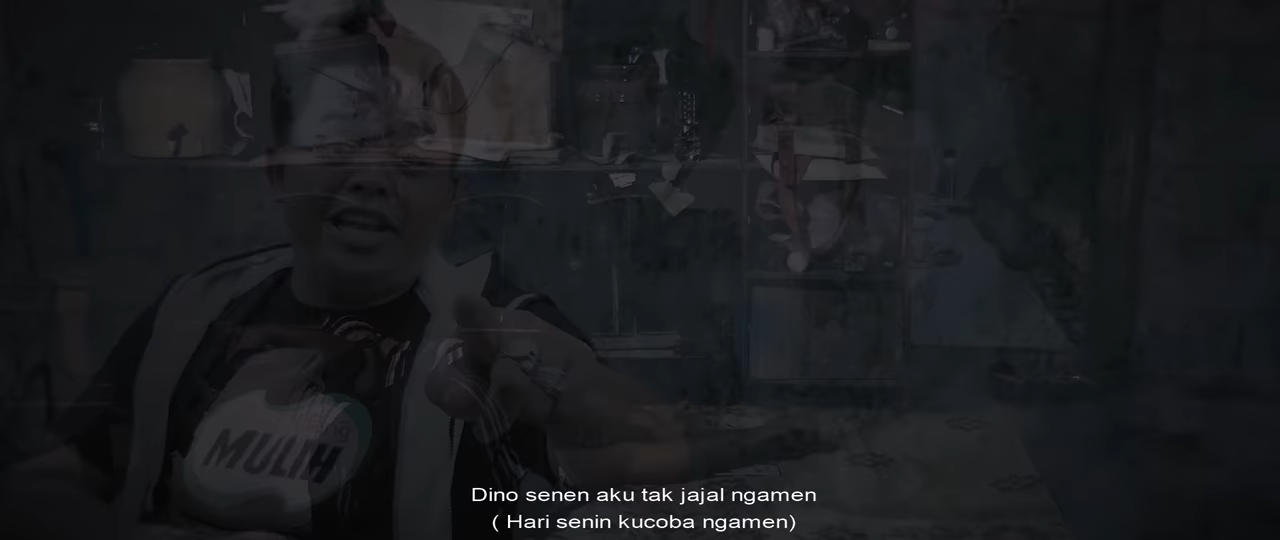 MULIH
Dino senen aku tak jajal ngamen
( Hari senin kucoba ngamen)